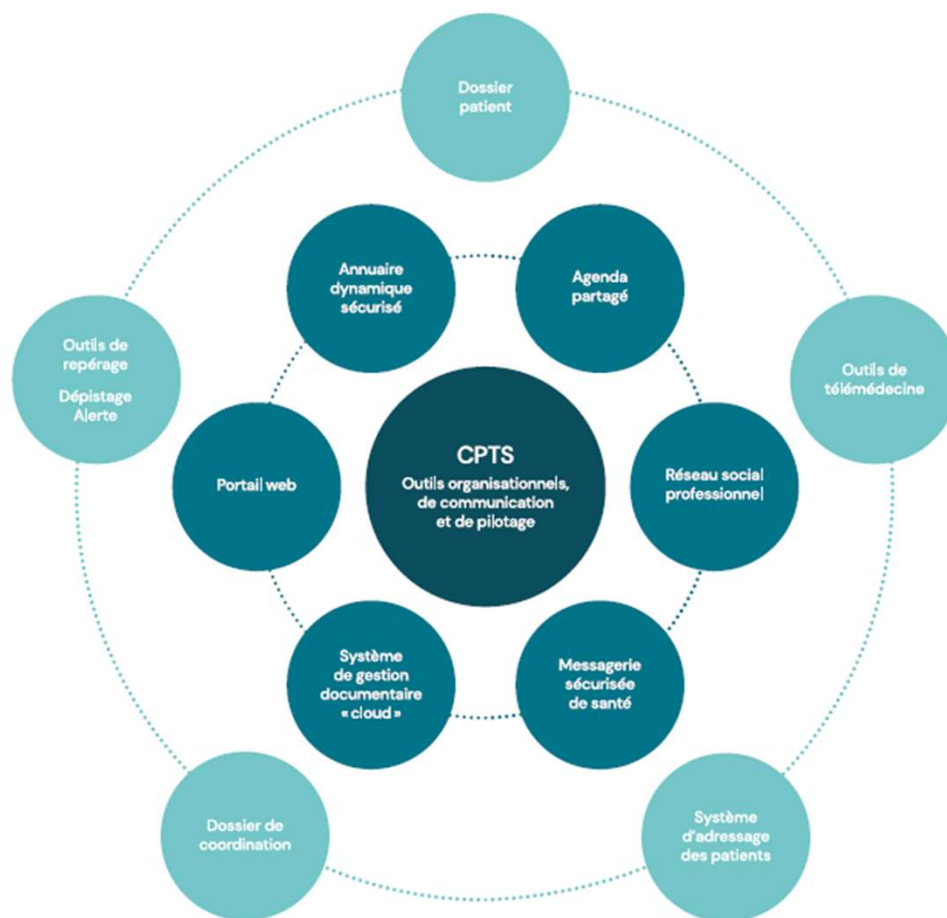 Dossier
patient
Annuaire
dynamique
sécurisé
Agenda
partagé
Outils de
repérage
Dépistage
Alerte
Outils de
télémédecine
CPTS
Outils organisationnels,
de communication
et de pilotage
Portail web
Réseau social
professionnel
Système
de gestion
documentaire
« cloud »
Messagerie
sécurisée
de santé
Dossier de
coordination
Système
d'adressage
des patients